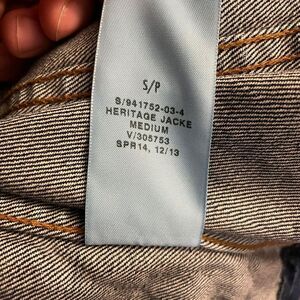 S/P
S/941752-03-4
HERITAGE JACKE
MEDIUM
V/305753
SPR14, 12/13